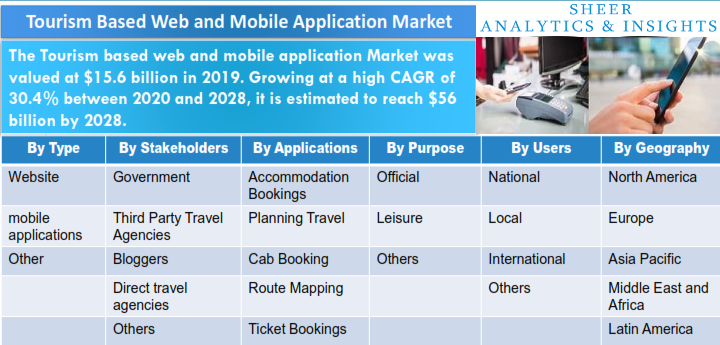 Tourism Based Web and Mobile Application Market
SHEER
ANALYTICS & INSIGHTS
The Tourism based web and mobile application Market was
valued at $15.6 billion in 2019. Growing at a high CAGR of
30.4% between 2020 and 2028, it is estimated to reach $56
billion by 2028.
By Type By Stakeholders By Applications By Purpose By Users By Geography
Website Government Accommodation Bookings Official National North America
mobile applications Third Party Travel Agencies Planning Travel Leisure Local Europe
Other Bloggers Cab Booking Others International Asia Pacific
Direct travel agencies Route Mapping Others Middle East and Africa
Others Ticket Bookings Latin America